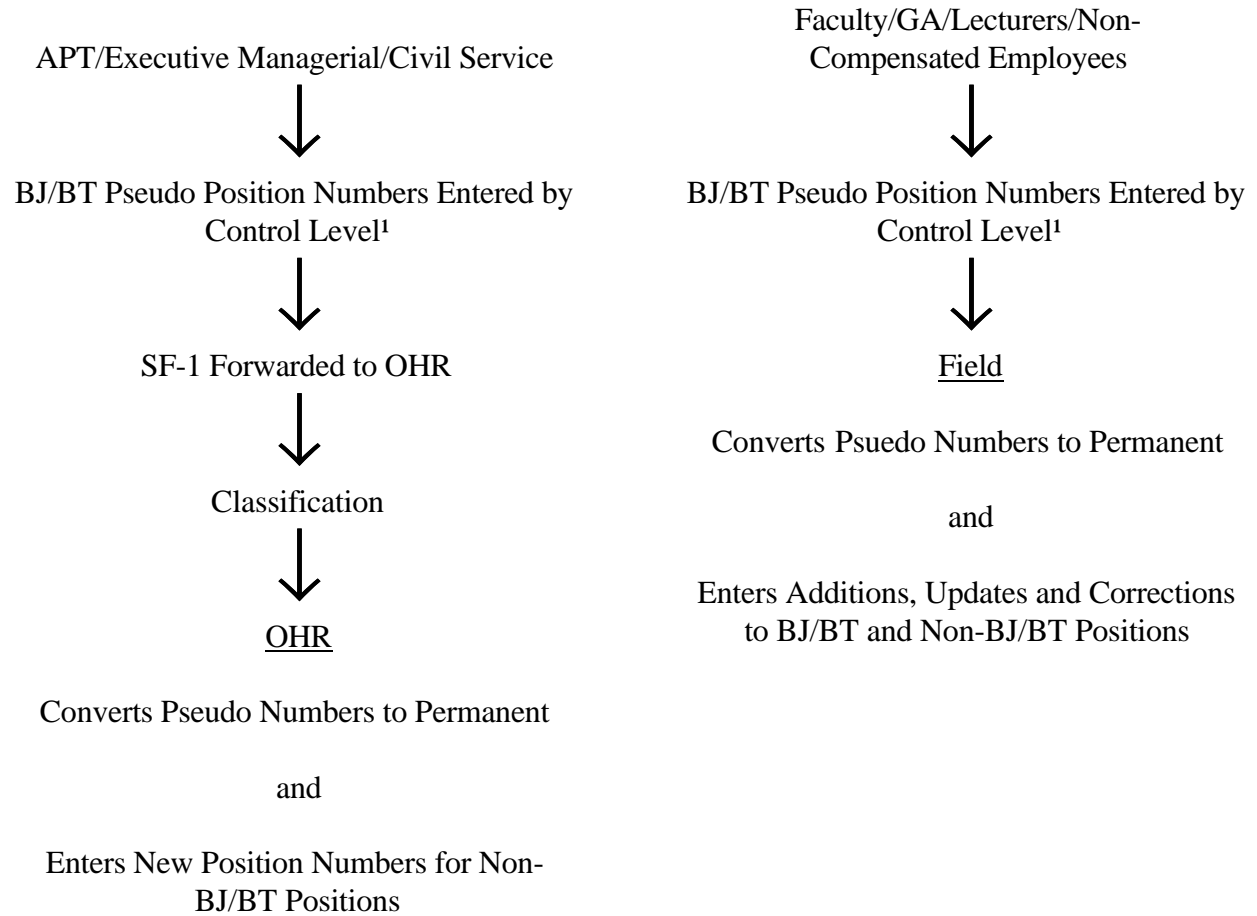 APT/Executive Managerial/Civil Service
BJ/BT Pseudo Position Numbers Entered by
Control Level¹
SF-1 Forwarded to OHR
Classification
OHR
Converts Pseudo Numbers to Permanent
and
Enters New Position Numbers for Non-
BJ/BT Positions
Faculty/GA/Lecturers/Non-
Compensated Employees
BJ/BT Pseudo Position Numbers Entered by
Control Level¹
Field
Converts Psuedo Numbers to Permanent
and
Enters Additions, Updates and Corrections
to BJ/BT and Non-BJ/BT Positions